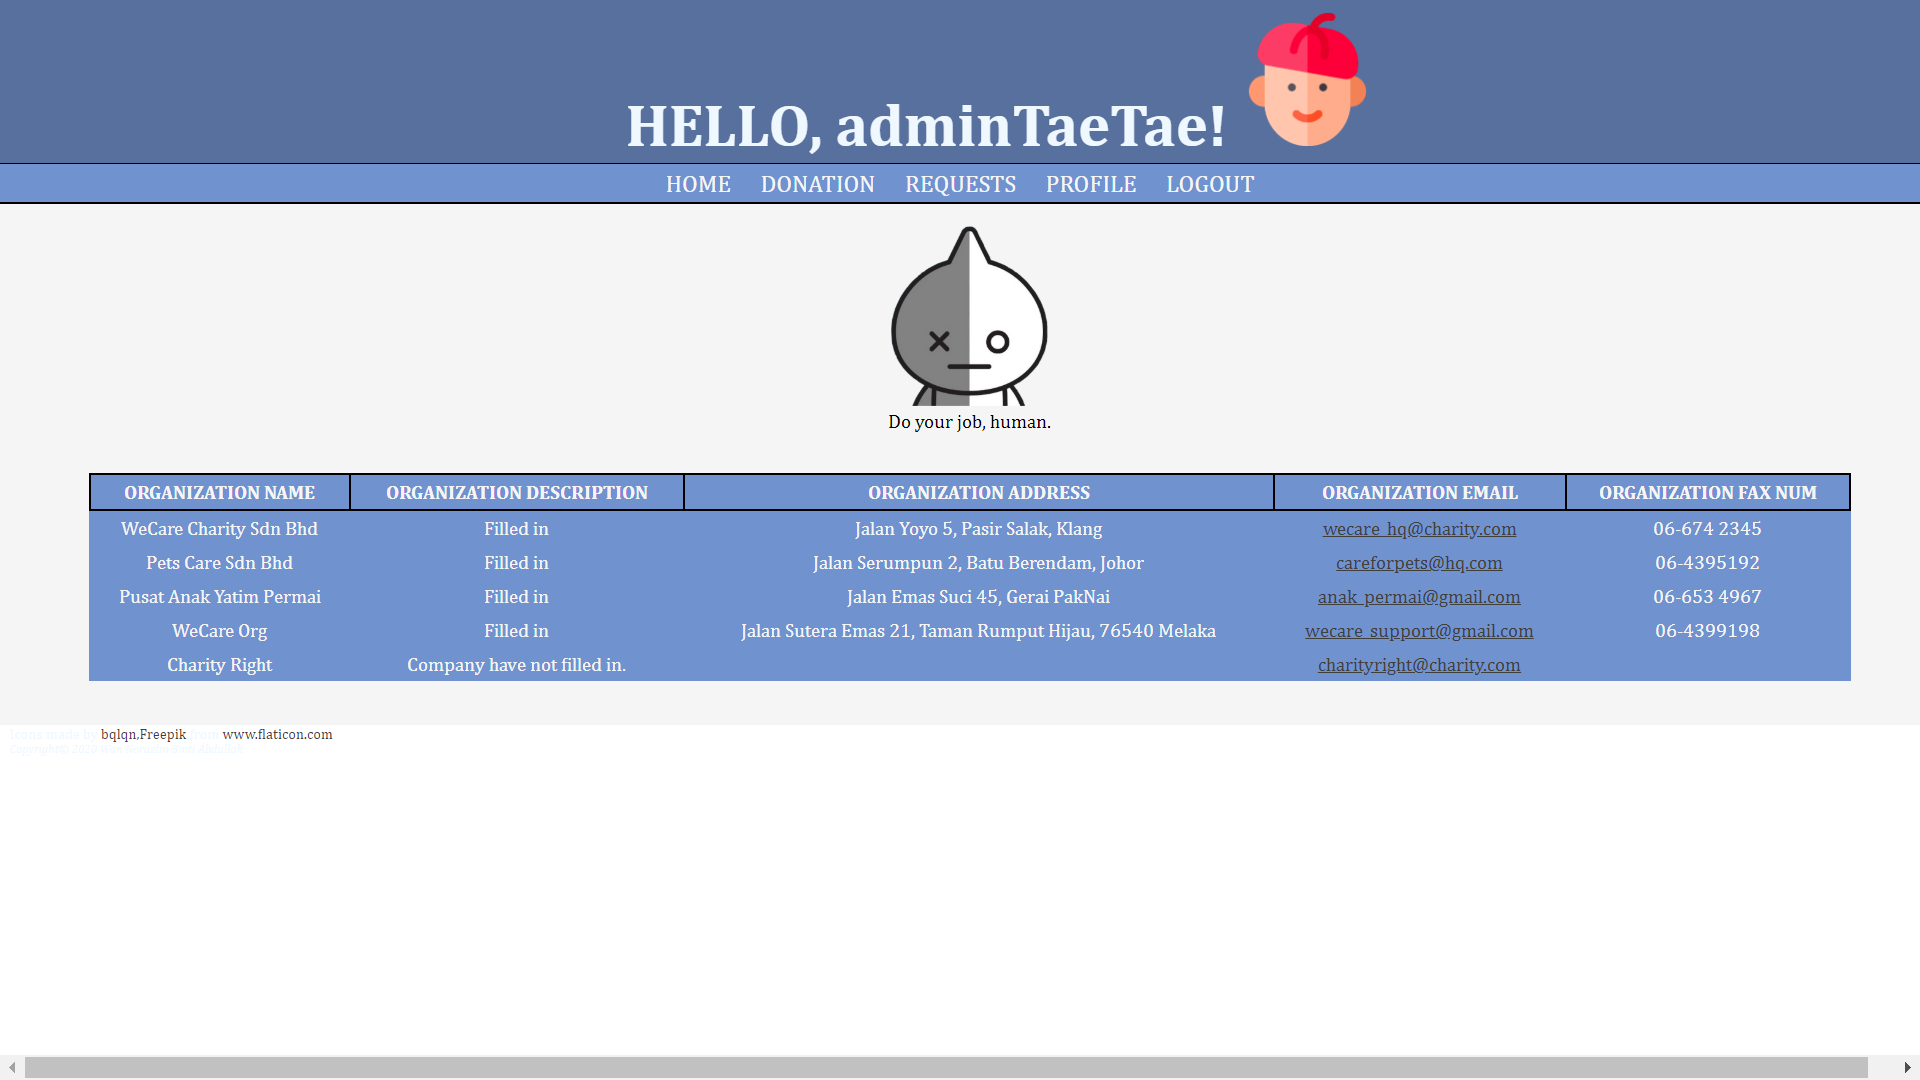 HELLO, adminTaeTae!
HOME DONATION REQUESTS PROFILE LOGOUT
Do your job, human.
ORGANIZATION NAME ORGANIZATION DESCRIPTION ORGANIZATION ADDRESS ORGANIZATION EMAIL ORGANIZATION FAX NUM
WeCare Charity Sdn Bhd Filled in Jalan Yoyo 5, Pasir Salak, Klang wecare_hq@charity.com 06-674 2345
Pets Care Sdn Bhd Filled in Jalan Serumpun 2, Batu Berendam, Johor careforpets@hq.com 06-4395192
Pusat Anak Yatim Permai Filled in Jalan Emas Suci 45, Gerai PakNai anak_permai@gmail.com 06-653 4967
WeCare Org Filled in Jalan Sutera Emas 21, Taman Rumput Hijau, 76540 Melaka wecare_support@gmail.com 06-4399198
Charity Right Company have not filled in. charityright@charity.com
Icons made by bqlqn,Freepik from www.flaticon.com
Copyright© 2020